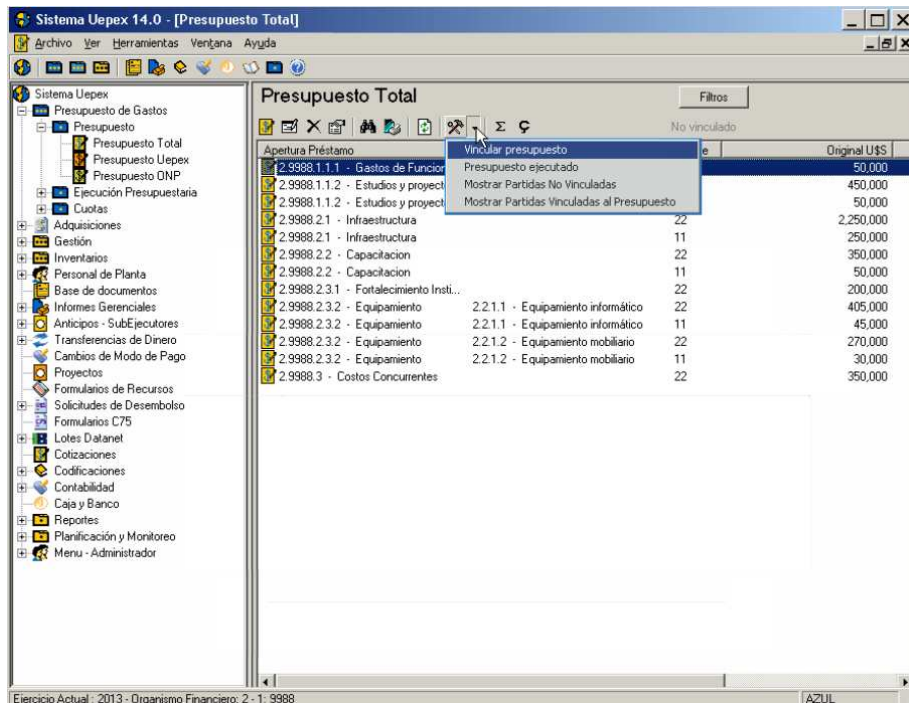 Sistema Uepex 14.0 - [Presupuesto Total]
Archivo Ver Herramientas Ventana Ayuda
Sistema Uepex
Presupuesto de Gastos
Presupuesto
Presupuesto Total
Presupuesto Uepex
Presupuesto ONP
Ejecución Presupuestaria
Cuotas
Adquisiciones
Gestión
Inventarios
Personal de Planta
Base de documentos
Informes Gerenciales
Anticipos - SubEjecutores
Transferencias de Dinero
Cambios de Modo de Pago
Proyectos
Formularios de Recursos
Solicitudes de Desembolso
Formularios C75
Lotes Datanet
Cotizaciones
Codificaciones
Contabilidad
Caja y Banco
Reportes
Planificación y Monitoreo
Menu - Administrador
Presupuesto Total
Filtros
Σ Ç No vinculado
Apertura Préstamo e Original U$S
Vincular presupuesto
Presupuesto ejecutado
Mostrar Partidas No Vinculadas
Mostrar Partidas Vinculadas al Presupuesto
2.9988.1.1.1 - Gastos de Funcior 50,000
2.9988.1.1.2 - Estudios y proyect 450,000
2.9988.1.1.2 - Estudios y proyect 50,000
2.9988.2.1 - Infraestructura 22 2,250,000
2.9988.2.1 - Infraestructura 11 250,000
2.9988.2.2 - Capacitacion 22 350,000
2.9988.2.2 - Capacitacion 11 50,000
2.9988.2.3.1 - Fortalecimiento Insti... 22 200,000
2.9988.2.3.2 - Equipamiento 2.2.1.1 - Equipamiento informático 22 405,000
2.9988.2.3.2 - Equipamiento 2.2.1.1 - Equipamiento informático 11 45,000
2.9988.2.3.2 - Equipamiento 2.2.1.2 - Equipamiento mobiliario 22 270,000
2.9988.2.3.2 - Equipamiento 2.2.1.2 - Equipamiento mobiliario 11 30,000
2.9988.3 - Costos Concurrentes 22 350,000
Ejercicio Actual : 2013 - Organismo Financiero: 2 - 1: 9988 AZUL